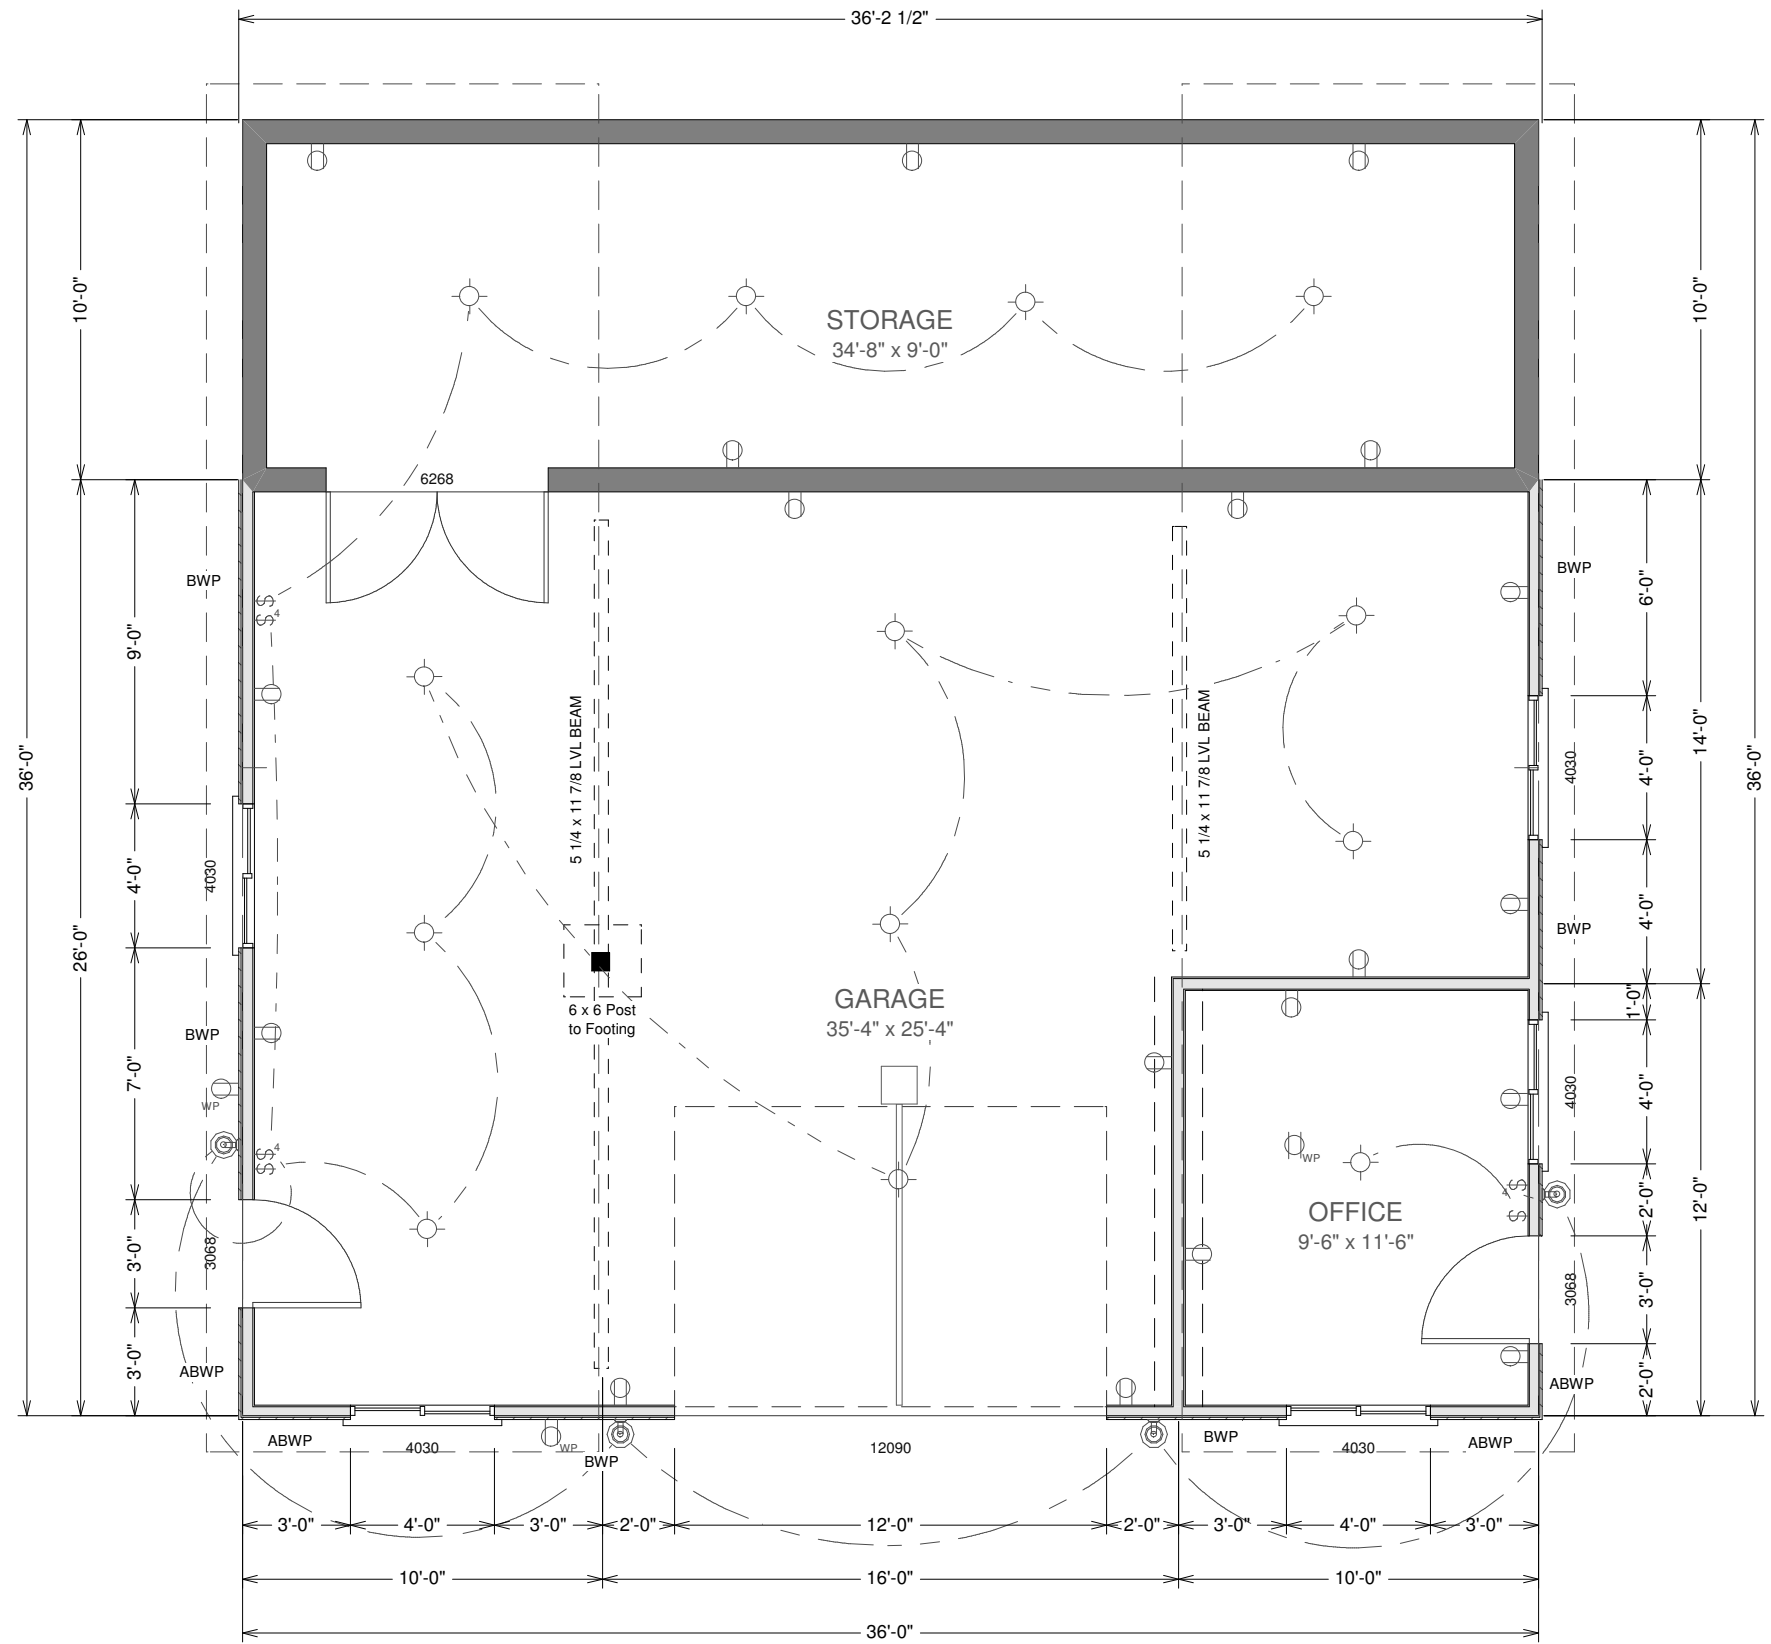 36'-2 1/2"
10'-0"
10'-0"
STORAGE
34'-8" x 9'-0"
6268
BWP
BWP
S
S4
9'-0"
6'-0"
36'-0"
14'-0"
36'-0"
5 1/4 x 11 7/8 LVL BEAM
5 1/4 x 11 7/8 LVL BEAM
4030
4'-0"
4'-0"
4030
26'-0"
4'-0"
BWP
GARAGE
35'-4" x 25'-4"
6 x 6 Post
to Footing
1'-0"
BWP
7'-0"
4030
4'-0"
WP
S4
S
WP
4 S
S
2'-0"
12'-0"
OFFICE
9'-6" x 11'-6"
3'-0"
3068
3068
3'-0"
3'-0"
ABWP
ABWP
2'-0"
ABWP
4030
WP
BWP
12090
BWP
4030
ABWP
3'-0"
4'-0"
3'-0"
2'-0"
12'-0"
2'-0"
3'-0"
4'-0"
3'-0"
10'-0"
16'-0"
10'-0"
36'-0"